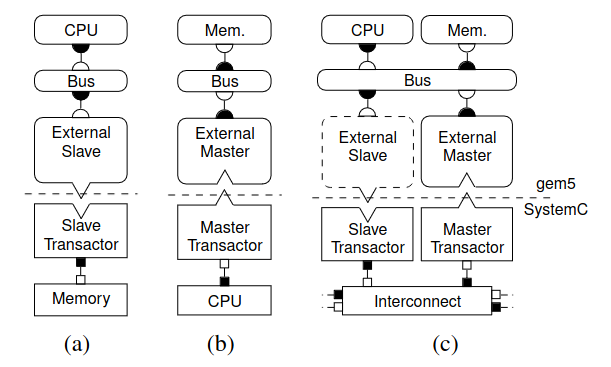 CPU
Bus
External
Slave
Slave
Transactor
Memory
(a)
Mem.
Bus
External
Master
Master
Transactor
CPU
(b)
CPU
Mem.
Bus
External
Slave
External
Master
gem5
SystemC
Slave
Transactor
Master
Transactor
Interconnect
(c)